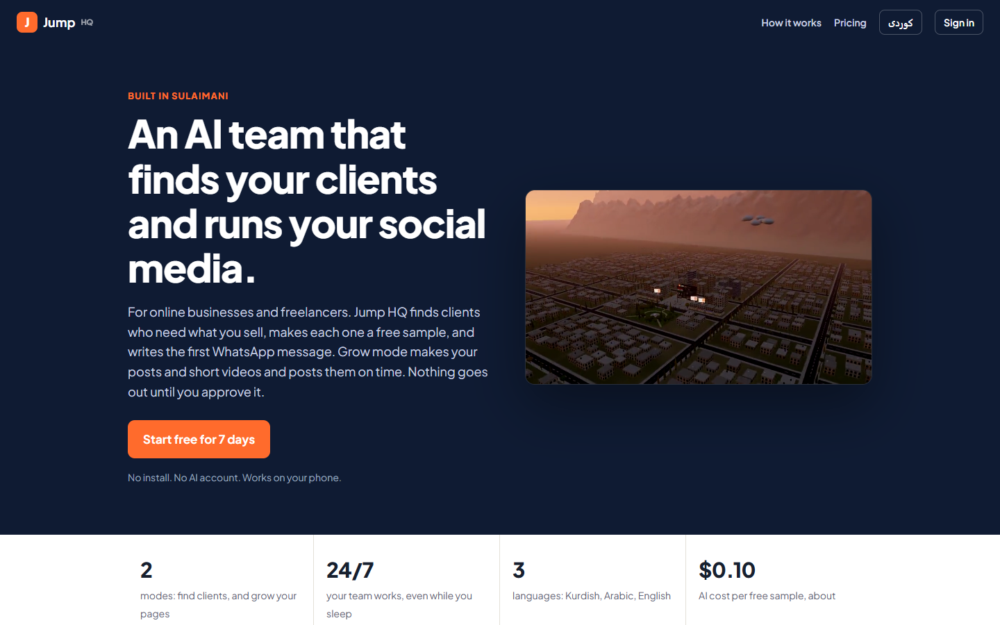 J Jump HQ
How it works Pricing کوردی Sign in
BUILT IN SULAIMANI
An AI team that
finds your clients
and runs your social
media.
For online businesses and freelancers. Jump HQ finds clients
who need what you sell, makes each one a free sample, and
writes the first WhatsApp message. Grow mode makes your
posts and short videos and posts them on time. Nothing goes
out until you approve it.
Start free for 7 days
No install. No AI account. Works on your phone.
2
modes: find clients, and grow your
pages
24/7
your team works, even while you
sleep
3
languages: Kurdish, Arabic, English
$0.10
AI cost per free sample, about